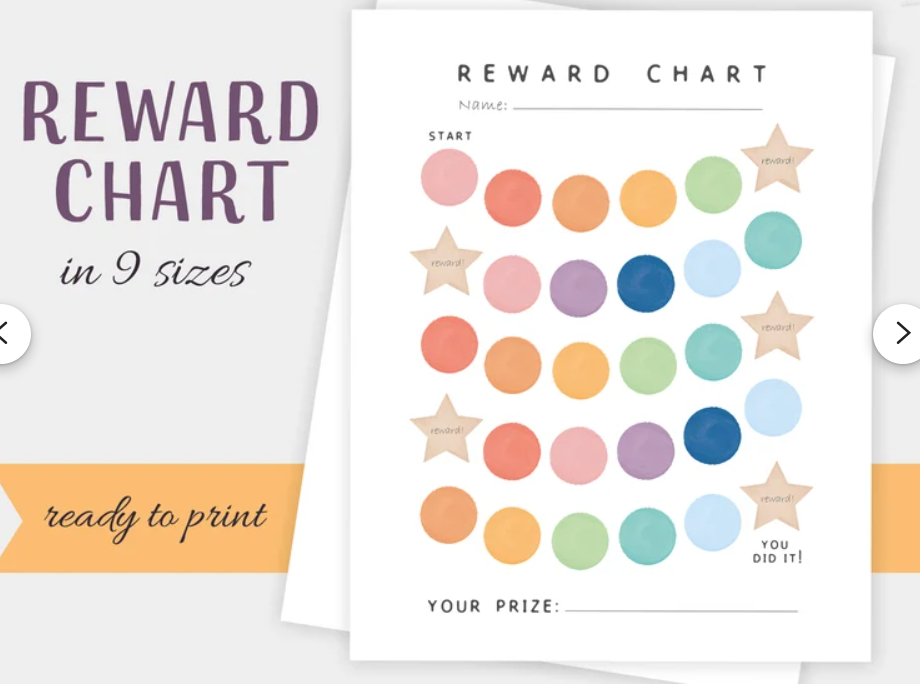 REWARD
CHART
in 9 sizes
ready to print
REWARD CHART
Name:
START
reward!
reward!
reward!
reward!
reward!
YOU
DID IT!
YOUR PRIZE: